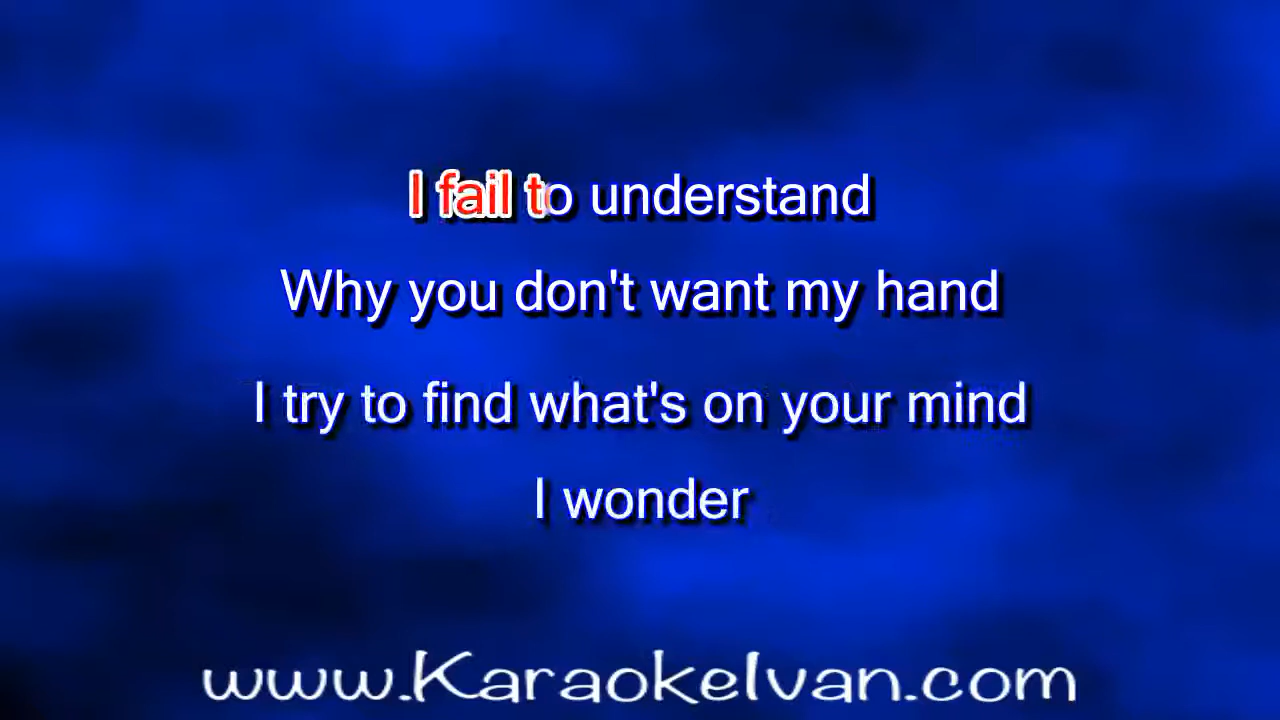 I fail to understand
Why you don't want my hand
I try to find what's on your mind
I wonder
www.KaraokeIvan.com